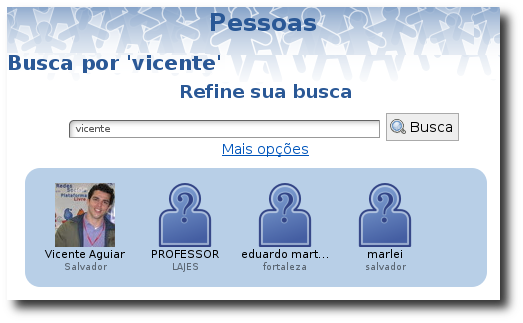 Pessoas
Busca por 'vicente'
Refine sua busca
vicente
Busca
Mais opções
Vicente Aguiar
Salvador
PROFESSOR
LAJES
eduardo mart...
fortaleza
marlei
salvador